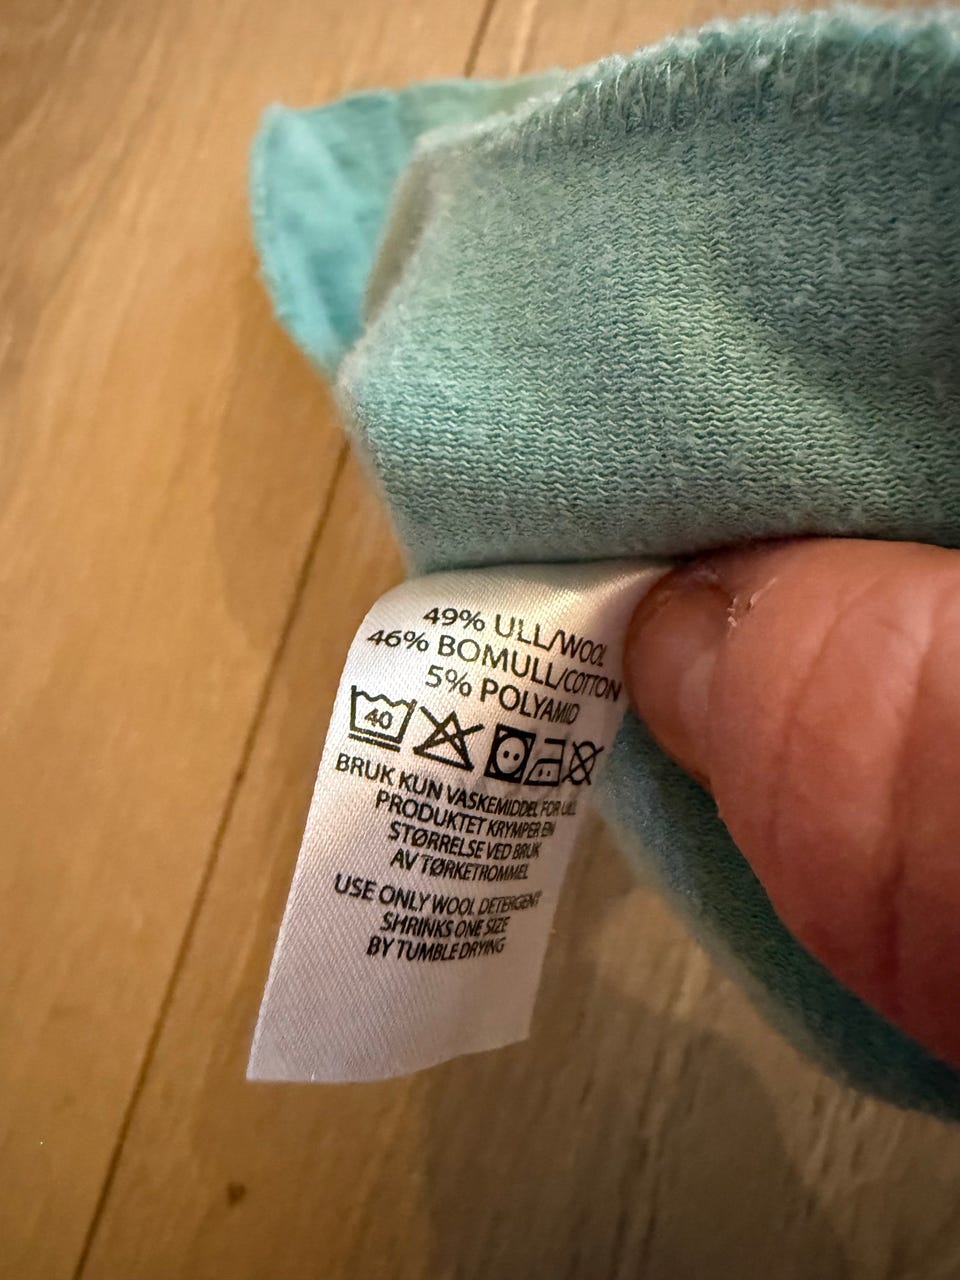 49% ULL/WOOL
46% BOMULL/COTTON
5% POLYAMID
40
BRUK KUN VASKEMIDDEL FOR ULL
PRODUKTET KRYMPER EN
STØRRELSE VED BRUK
AV TØRKETROMMEL
USE ONLY WOOL DETERGENT
SHRINKS ONE SIZE
BY TUMBLE DRYING